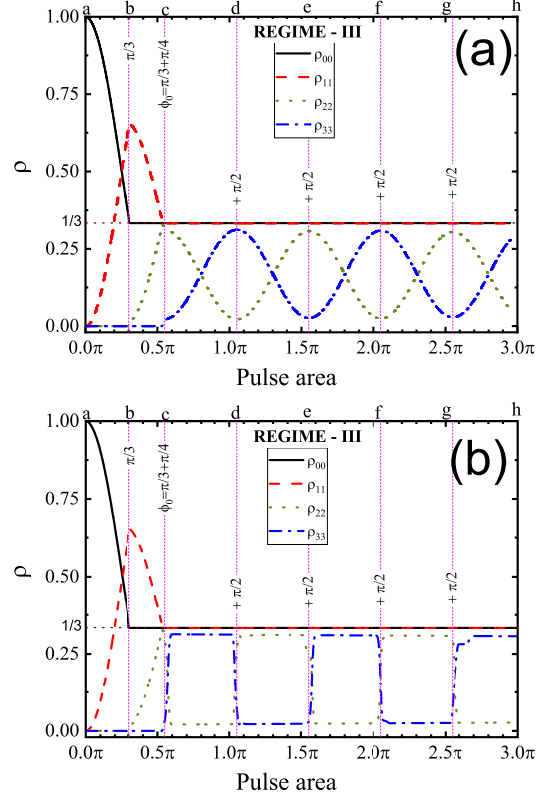 a b c d e f g h
REGIME - III
(a)
ρ₀₀
ρ₁₁
ρ₂₂
ρ₃₃
π/3
ϕ₀=π/3+π/4
+ π/2
+ π/2
+ π/2
+ π/2
1.00
0.75
0.50
1/3
0.25
0.00
ρ
0.0π 0.5π 1.0π 1.5π 2.0π 2.5π 3.0π
Pulse area
a b c d e f g h
REGIME - III
(b)
ρ₀₀
ρ₁₁
ρ₂₂
ρ₃₃
π/3
ϕ₀=π/3+π/4
+ π/2
+ π/2
+ π/2
+ π/2
1.00
0.75
0.50
1/3
0.25
0.00
ρ
0.0π 0.5π 1.0π 1.5π 2.0π 2.5π 3.0π
Pulse area